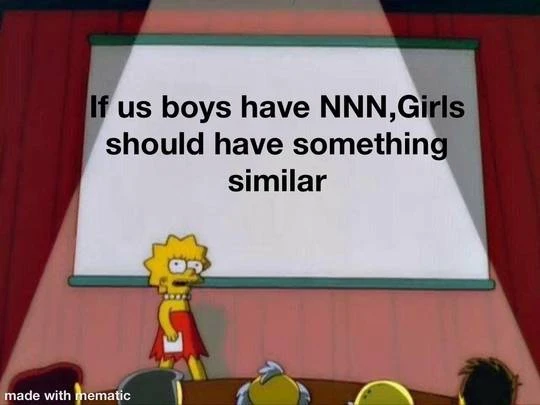 If us boys have NNN,Girls
should have something
similar
made with mematic